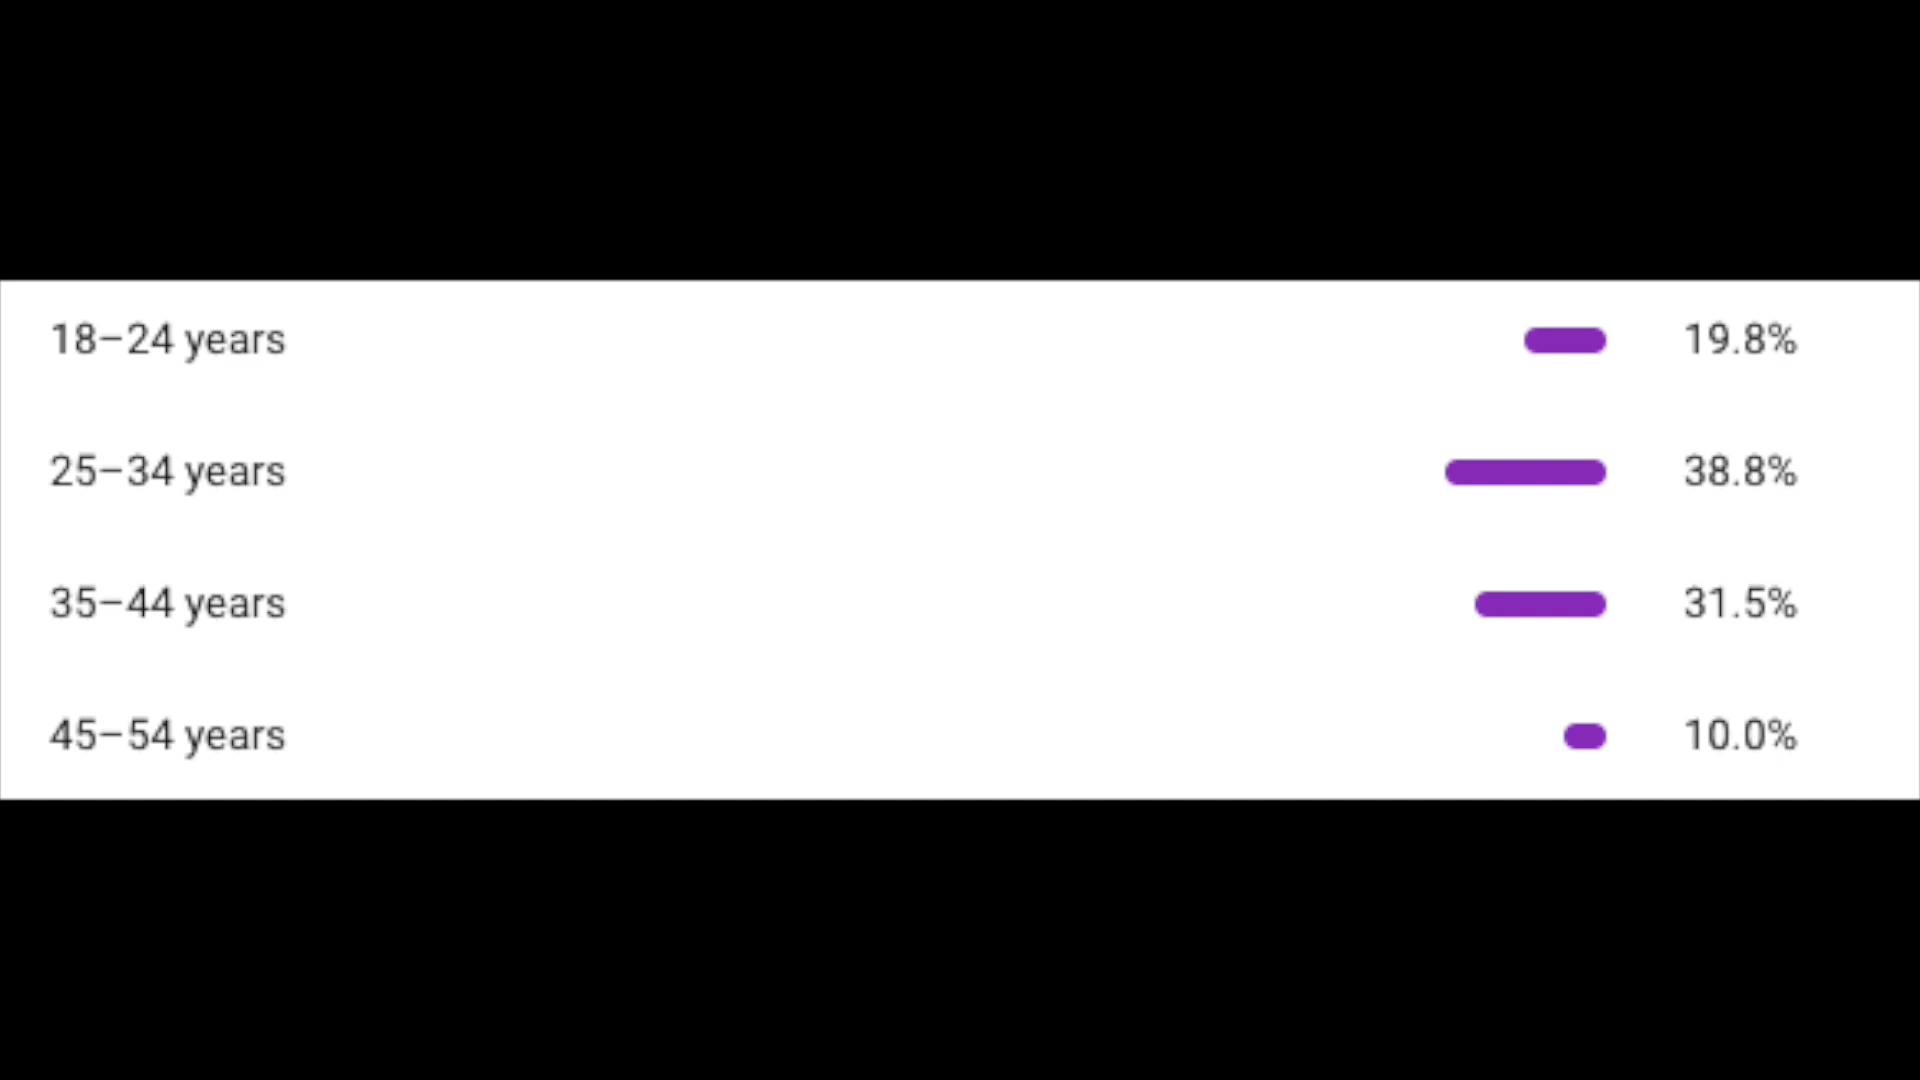 18–24 years 19.8%
25–34 years 38.8%
35–44 years 31.5%
45–54 years 10.0%